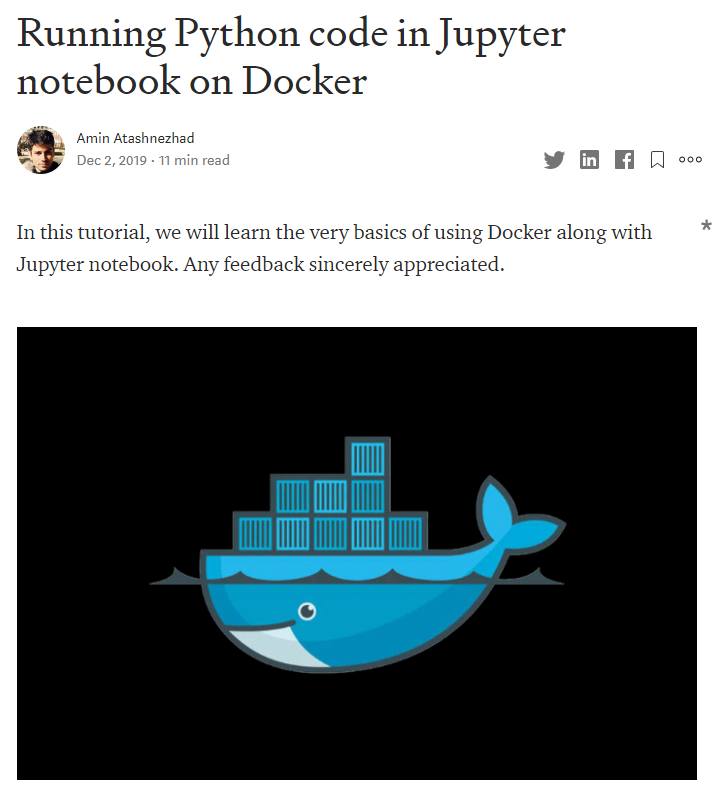 Running Python code in Jupyter
notebook on Docker
Amin Atashnezhad
Dec 2, 2019 · 11 min read
in
f
In this tutorial, we will learn the very basics of using Docker along with
*
Jupyter notebook. Any feedback sincerely appreciated.